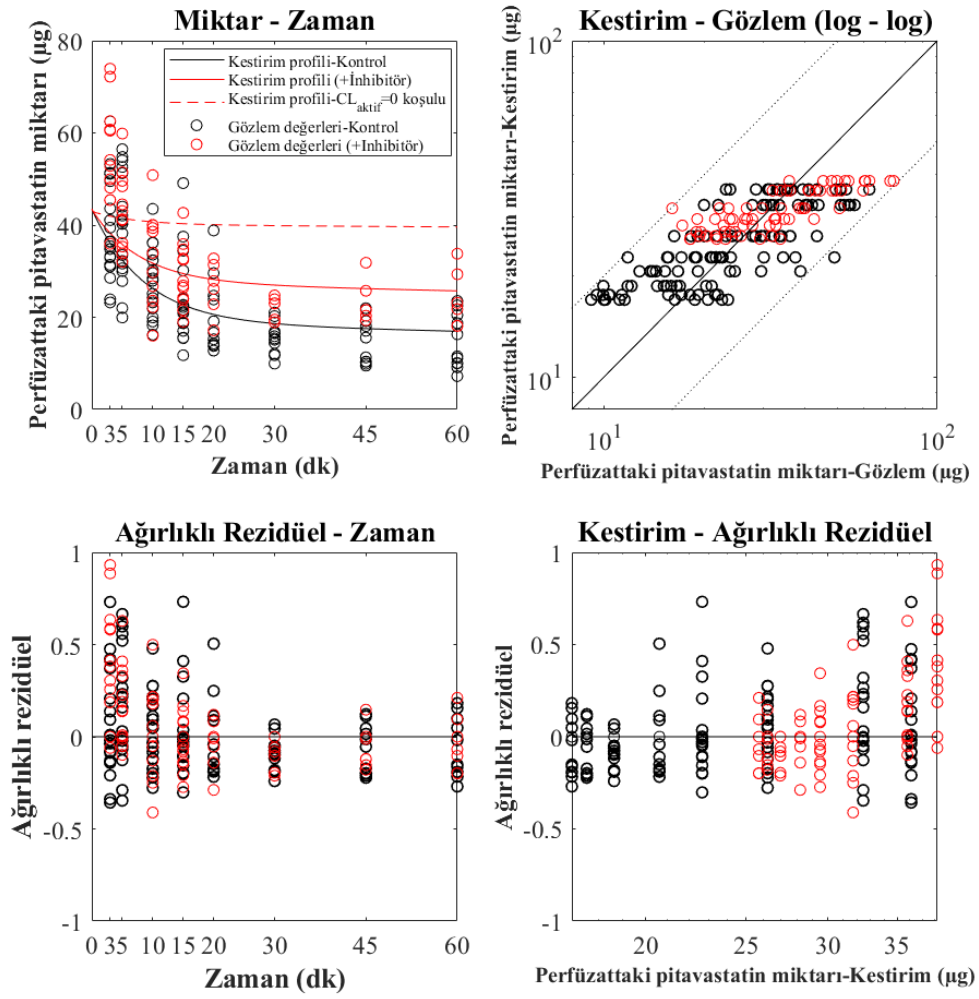 Miktar - Zaman
Perfüzattaki pitavastatin miktarı (µg)
80
60
40
20
0
Kestirim profili-Kontrol
Kestirim profili (+İnhibitör)
Kestirim profili-CLaktif=0 koşulu
Gözlem değerleri-Kontrol
Gözlem değerleri (+Inhibitör)
0 3 5 10 15 20 30 45 60
Zaman (dk)
Kestirim - Gözlem (log - log)
Perfüzattaki pitavastatin miktarı-Kestirim (µg)
10²
10¹
10¹ 10²
Perfüzattaki pitavastatin miktarı-Gözlem (µg)
Ağırlıklı Rezidüel - Zaman
Ağırlıklı rezidüel
1
0.5
0
-0.5
-1
0 3 5 10 15 20 30 45 60
Zaman (dk)
Kestirim - Ağırlıklı Rezidüel
Ağırlıklı rezidüel
1
0.5
0
-0.5
-1
20 25 30 35
Perfüzattaki pitavastatin miktarı-Kestirim (µg)